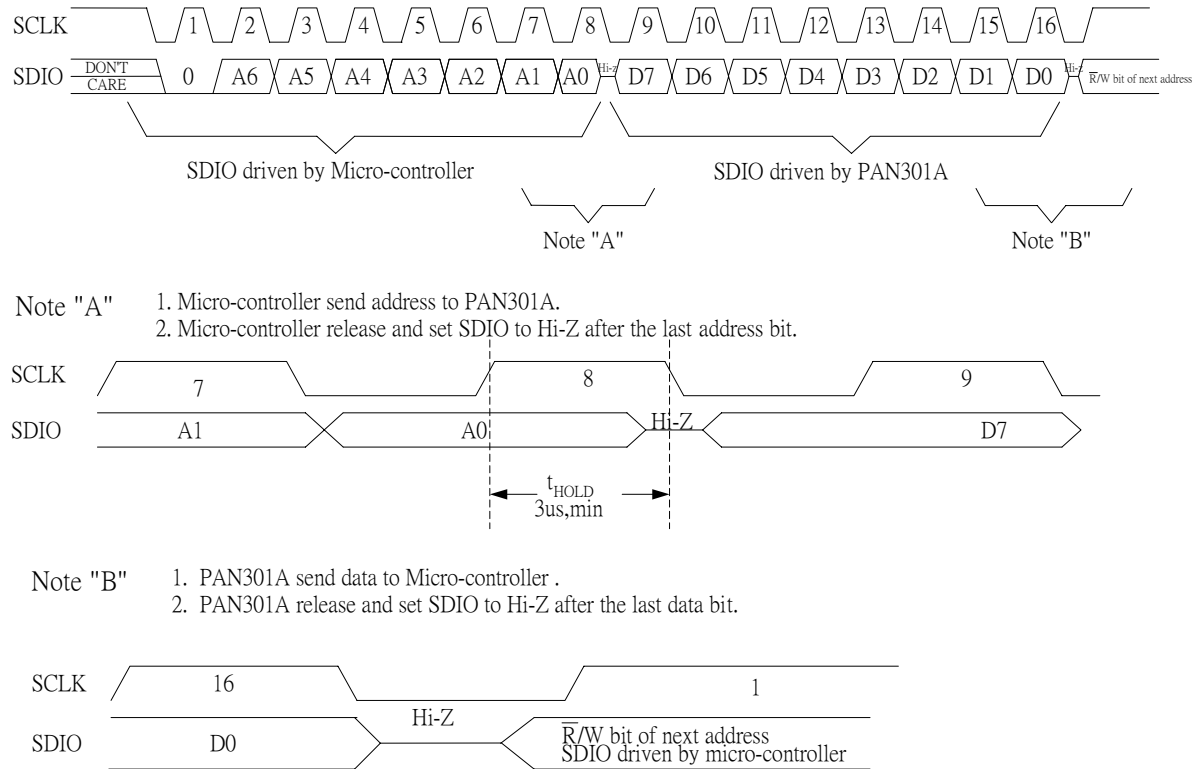 SCLK 1 2 3 4 5 6 7 8 9 10 11 12 13 14 15 16
SDIO DON'T CARE 0 A6 A5 A4 A3 A2 A1 A0 Hi-z D7 D6 D5 D4 D3 D2 D1 D0 Hi-z R̅/W bit of next address
SDIO driven by Micro-controller SDIO driven by PAN301A
Note "A" Note "B"
Note "A" 1. Micro-controller send address to PAN301A.
2. Micro-controller release and set SDIO to Hi-Z after the last address bit.
SCLK 7 8 9
SDIO A1 A0 Hi-Z D7
tHOLD
3us,min
Note "B" 1. PAN301A send data to Micro-controller .
2. PAN301A release and set SDIO to Hi-Z after the last data bit.
SCLK 16 1
Hi-Z
SDIO D0 R̅/W bit of next address
SDIO driven by micro-controller